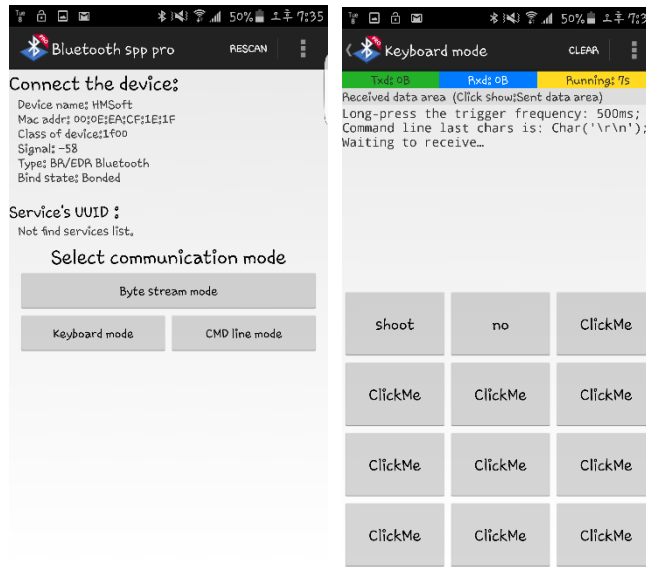 Tue 8 50% 오후 7:35
Bluetooth spp pro RESCAN
Connect the device:
Device name: HMSoft
Mac addr: 00:0E:EA:CF:1E:1F
Class of device:1f00
Signal: -58
Type: BR/EDR Bluetooth
Bind state: Bonded
Service's UUID :
Not find services list.
Select communication mode
Byte stream mode
Keyboard mode CMD line mode
Tue 8 50% 오후 7:3
Keyboard mode CLEAR
Txd: 0B Rxd: 0B Running: 7s
Received data area (Click show:Sent data area)
Long-press the trigger frequency: 500ms;
Command line last chars is: Char('\r\n');
Waiting to receive…
shoot no ClickMe
ClickMe ClickMe ClickMe
ClickMe ClickMe ClickMe
ClickMe ClickMe ClickMe